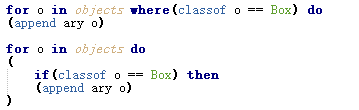 for o in objects where(classof o == Box) do
(append ary o)
for o in objects do
(
if(classof o == Box) then
(append ary o)
)